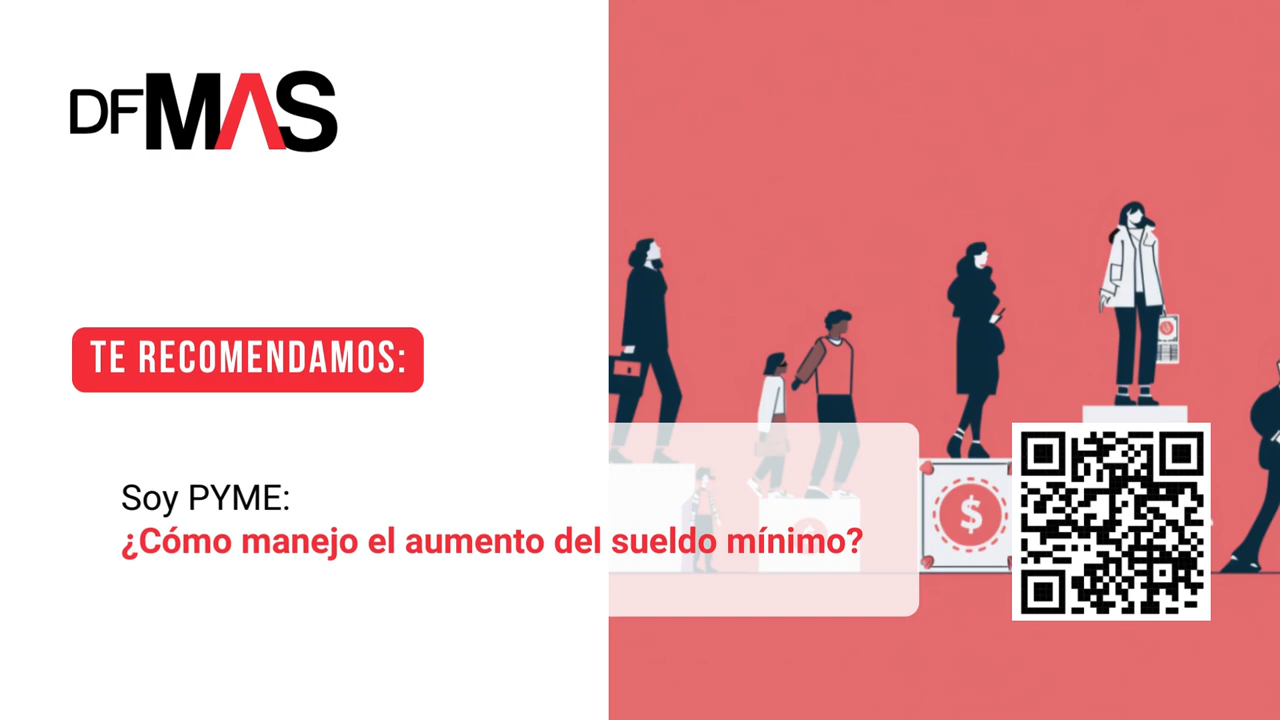 DFMAS
TE RECOMENDAMOS:
Soy PYME:
¿Cómo manejo el aumento del sueldo mínimo?
$